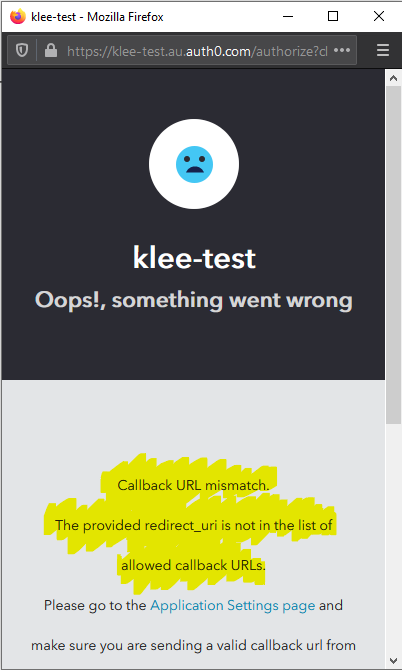 klee-test - Mozilla Firefox
https://klee-test.au.auth0.com/authorize?cl
klee-test
Oops!, something went wrong
Callback URL mismatch.
The provided redirect_uri is not in the list of
allowed callback URLs.
Please go to the Application Settings page and
make sure you are sending a valid callback url from